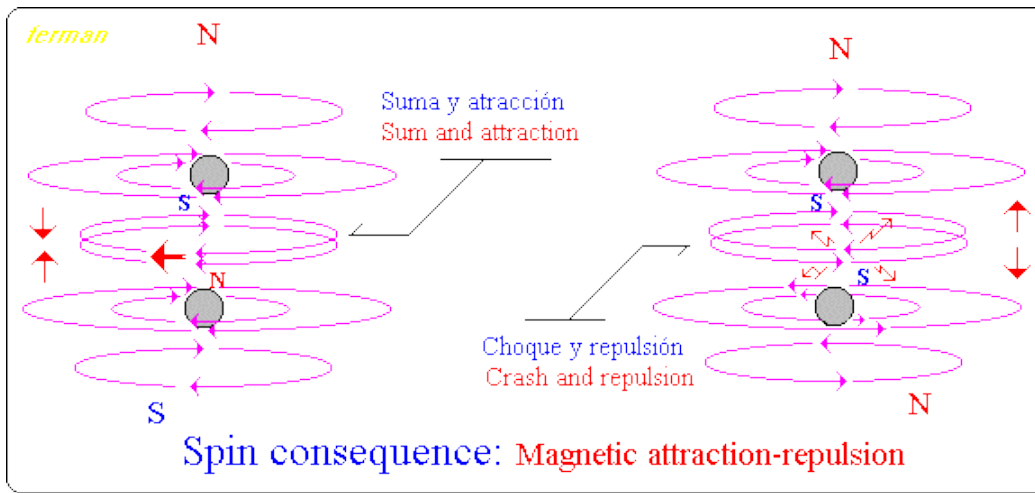 ferman
N
N
Suma y atracción
Sum and attraction
S
S
N
S
Choque y repulsión
Crash and repulsion
S
N
Spin consequence: Magnetic attraction-repulsion